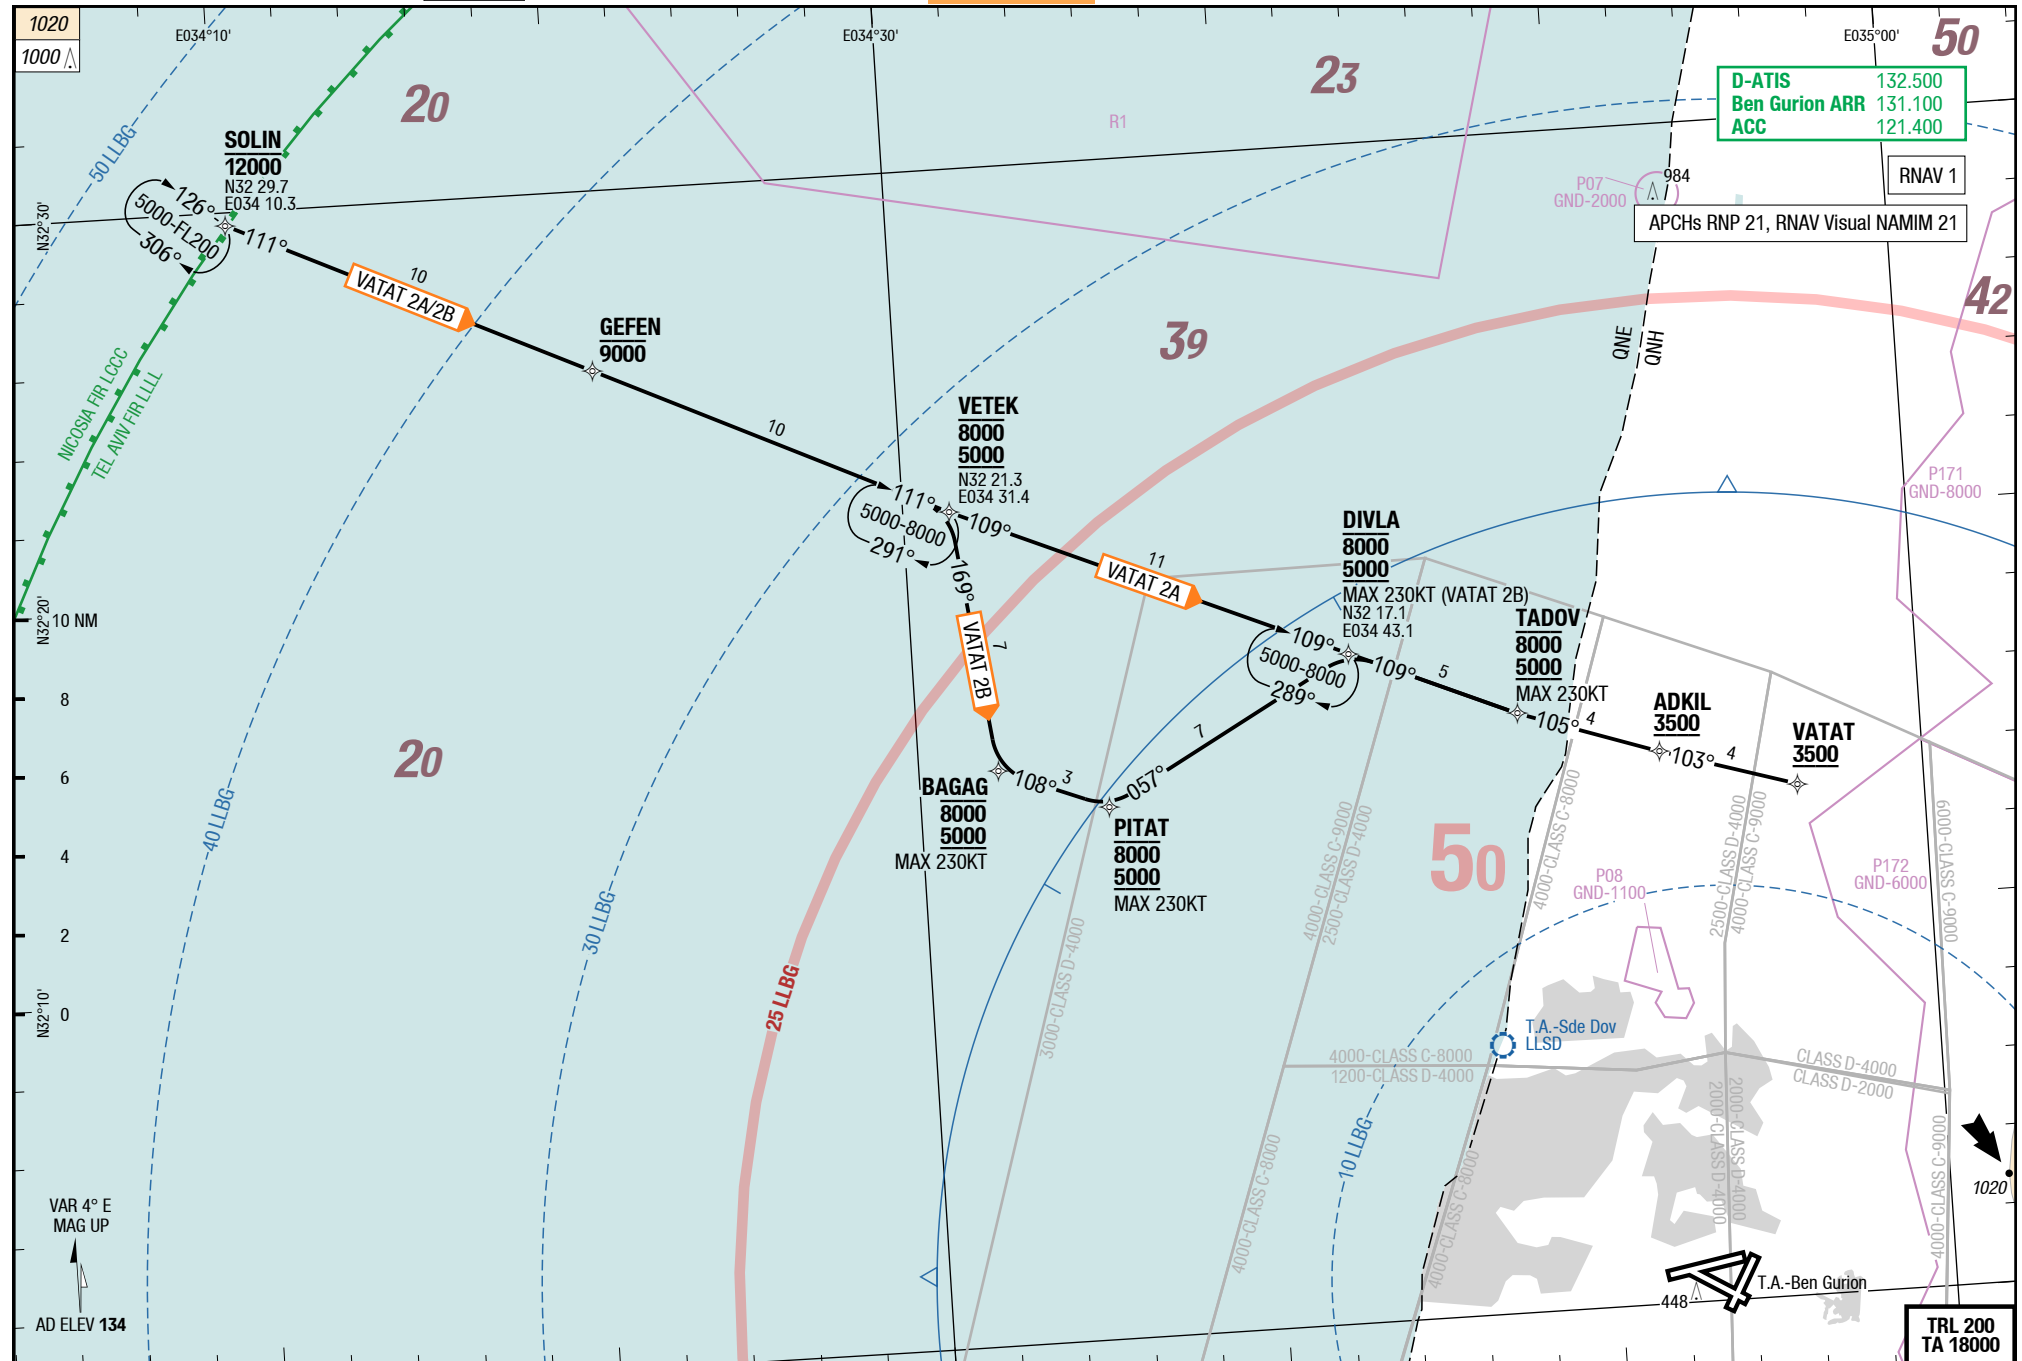 1020
1000
E034°10'
E034°30'
E035°00'
50
20
23
D-ATIS 132.500
Ben Gurion ARR 131.100
ACC 121.400
RNAV 1
APCHs RNP 21, RNAV Visual NAMIM 21
R1
P07
GND-2000
984
50 LLBG
SOLIN
12000
N32 29.7
E034 10.3
126°
5000-FL200
306°
111°
N32°30'
10
VATAT 2A/2B
GEFEN
9000
39
42
QNE
QNH
NICOSIA FIR LCCC
TEL AVIV FIR LLLL
10
VETEK
8000
5000
N32 21.3
E034 31.4
111°
5000-8000
291°
109°
169°
11
VATAT 2A
7
VATAT 2B
P171
GND-8000
DIVLA
8000
5000
MAX 230KT (VATAT 2B)
N32 17.1
E034 43.1
109°
5000-8000
289°
109°
5
TADOV
8000
5000
MAX 230KT
105°
4
ADKIL
3500
103°
4
VATAT
3500
N32°20'
10 NM
8
6
4
2
0
N32°10'
20
40 LLBG
30 LLBG
25 LLBG
10 LLBG
BAGAG
8000
5000
MAX 230KT
108°
3
PITAT
8000
5000
MAX 230KT
057°
7
50
3000-CLASS D-4000
4000-CLASS C-9000
2500-CLASS D-4000
4000-CLASS C-8000
2500-CLASS D-4000
4000-CLASS C-9000
6000-CLASS C-9000
P08
GND-1100
P172
GND-6000
T.A.-Sde Dov
LLSD
4000-CLASS C-8000
1200-CLASS D-4000
CLASS D-4000
CLASS D-2000
2000-CLASS D-4000
2000-CLASS D-4000
4000-CLASS C-8000
4000-CLASS C-8000
4000-CLASS C-9000
1020
VAR 4° E
MAG UP
AD ELEV 134
T.A.-Ben Gurion
448
TRL 200
TA 18000